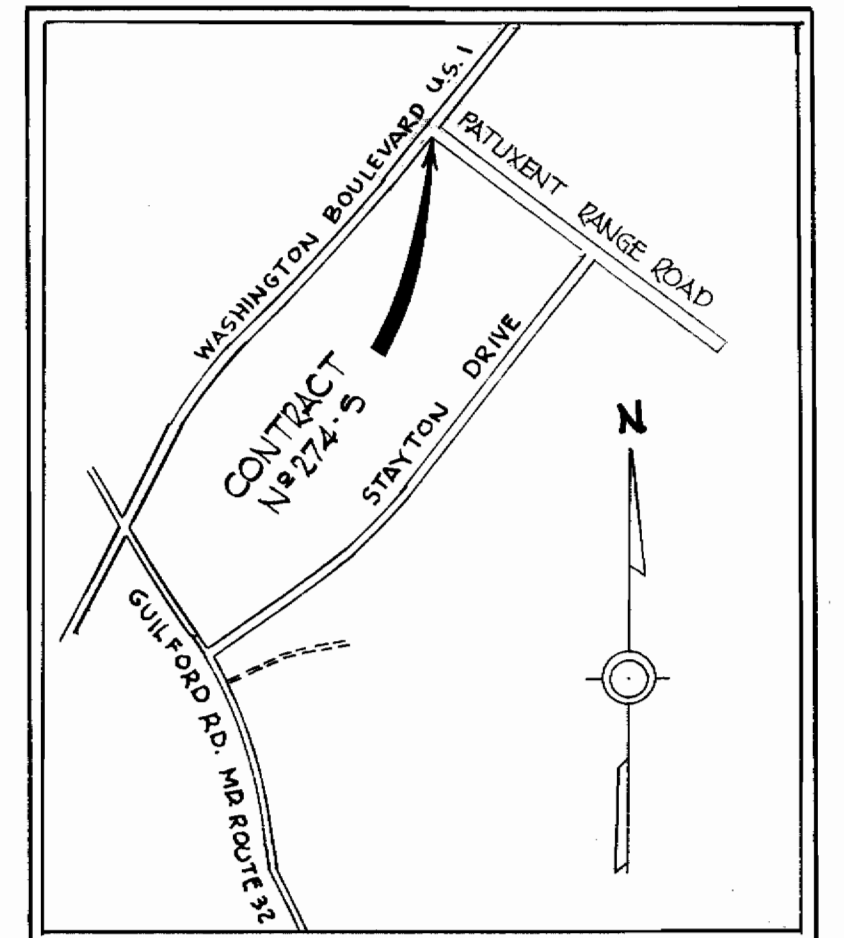 WASHINGTON BOULEVARD U.S. 1
PATUXENT RANGE ROAD
CONTRACT
Nº 274-S
STAYTON DRIVE
N
GUILFORD RD. MD ROUTE 32